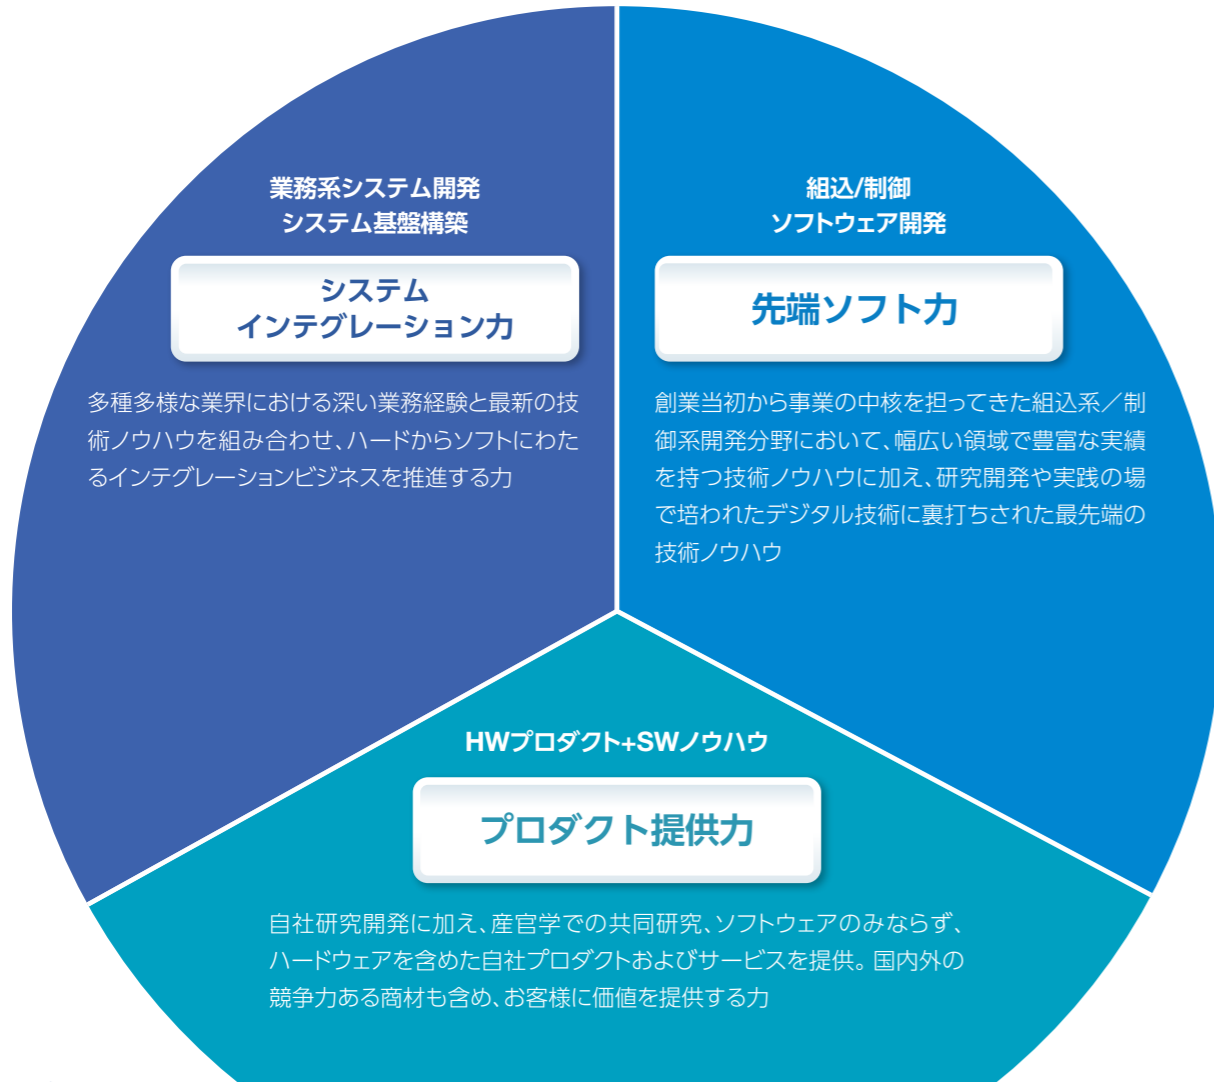 業務系システム開発
システム基盤構築
システム
インテグレーション力
多種多様な業界における深い業務経験と最新の技
術ノウハウを組み合わせ、ハードからソフトにわた
るインテグレーションビジネスを推進する力
組込/制御
ソフトウェア開発
先端ソフト力
創業当初から事業の中核を担ってきた組込系／制
御系開発分野において、幅広い領域で豊富な実績
を持つ技術ノウハウに加え、研究開発や実践の場
で培われたデジタル技術に裏打ちされた最先端の
技術ノウハウ
HWプロダクト+SWノウハウ
プロダクト提供力
自社研究開発に加え、産官学での共同研究、ソフトウェアのみならず、
ハードウェアを含めた自社プロダクトおよびサービスを提供。国内外の
競争力ある商材も含め、お客様に価値を提供する力